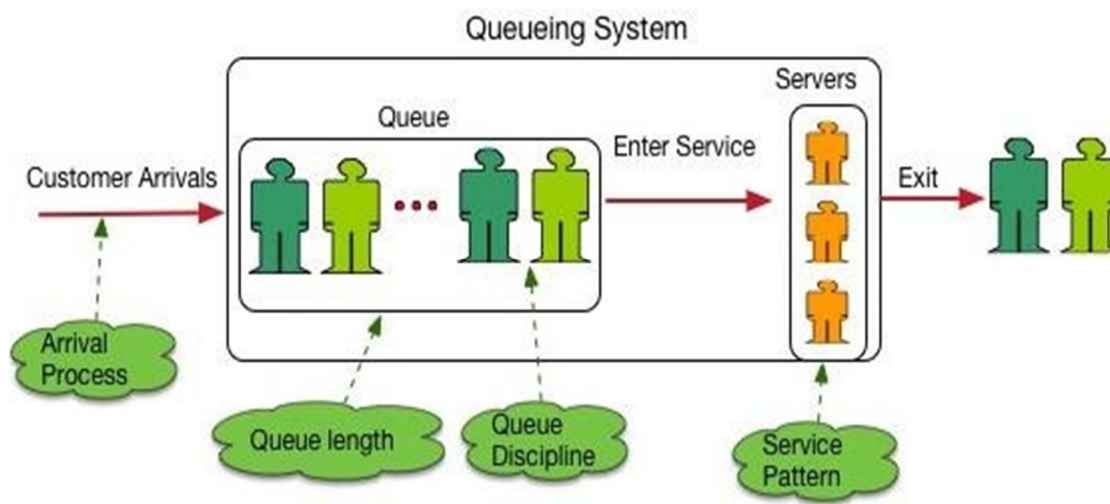 Queueing System
Servers
Queue
Enter Service
Customer Arrivals
Exit
Arrival
Process
Queue length
Queue
Discipline
Service
Pattern